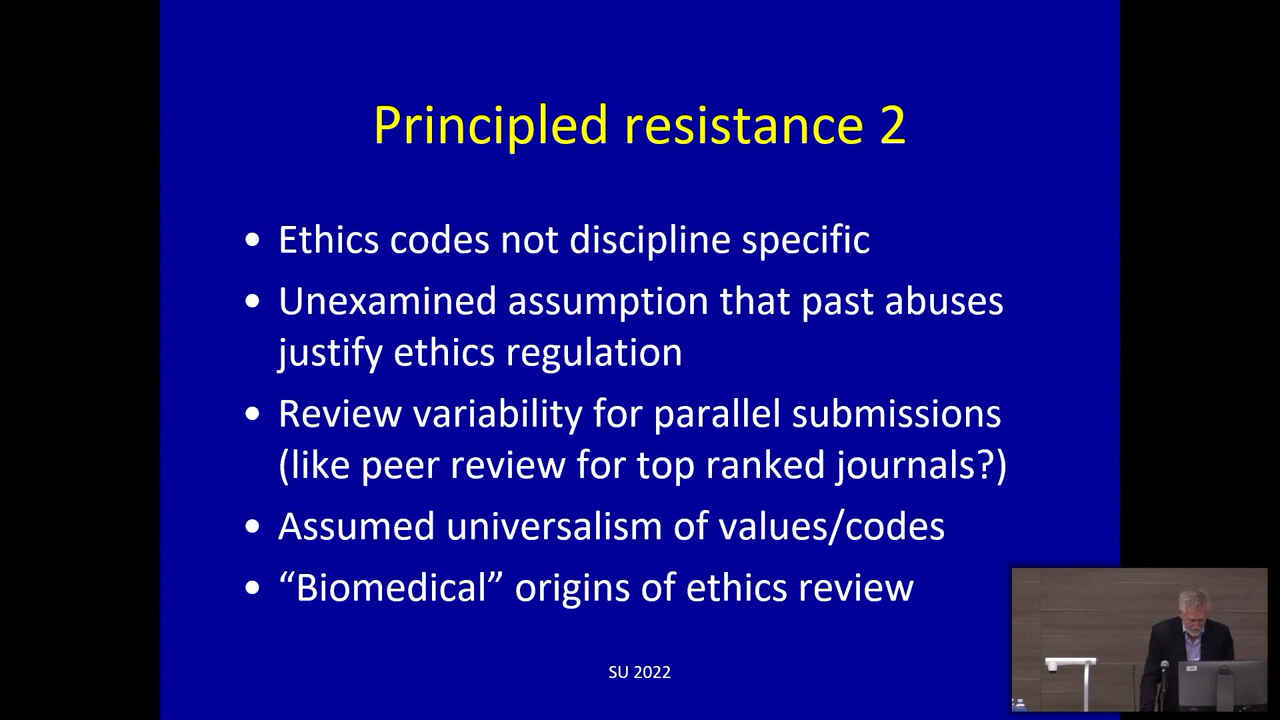 Principled resistance 2
• Ethics codes not discipline specific
• Unexamined assumption that past abuses
justify ethics regulation
• Review variability for parallel submissions
(like peer review for top ranked journals?)
• Assumed universalism of values/codes
• “Biomedical” origins of ethics review
SU 2022